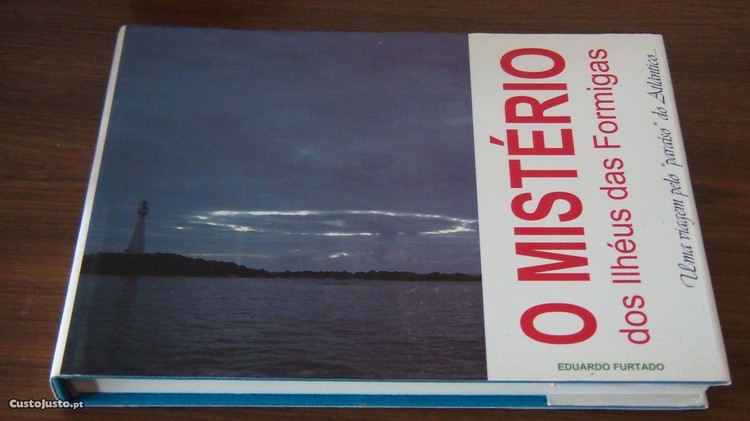 O MISTÉRIO
dos Ilhéus das Formigas
Uma viagem pelo "paraíso" do Atlântico...
EDUARDO FURTADO
CustoJusto.pt